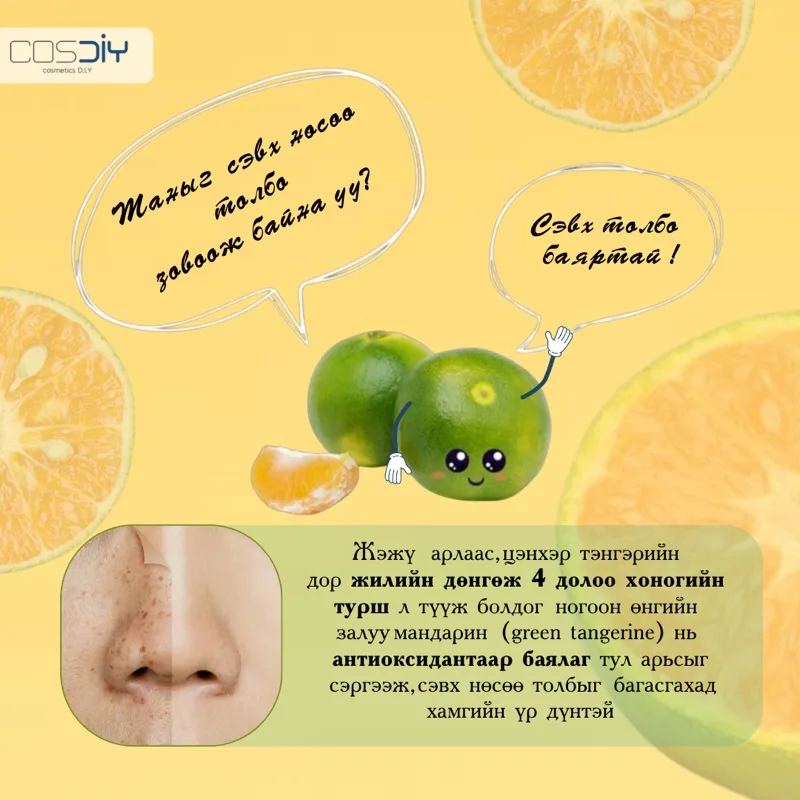 COSDIY
cosmetics D.I.Y
Таныг сэвх нөсөө
толбо
зовоож байна уу?
Сэвх толбо
баяртай !
Жэжү арлаас,цэнхэр тэнгэрийн
дор жилийн дөнгөж 4 долоо хоногийн
турш л түүж болдог ногоон өнгийн
залуу мандарин (green tangerine) нь
антиоксидантаар баялаг тул арьсыг
сэргээж,сэвх нөсөө толбыг багасгахад
хамгийн үр дүнтэй